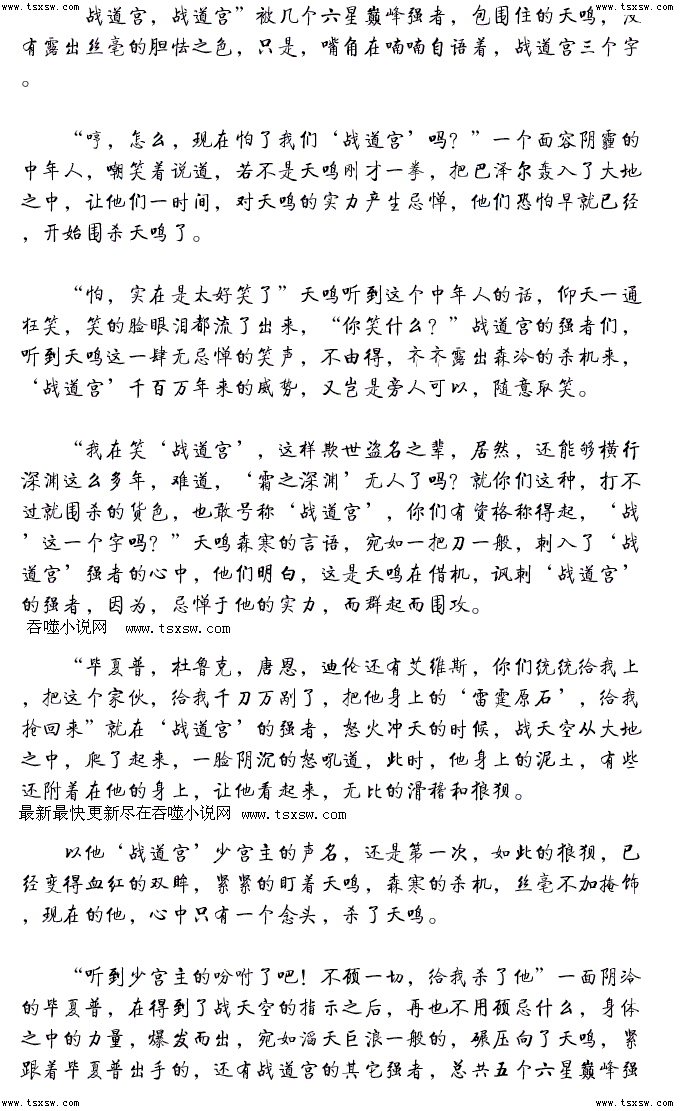 www.tsxsw.com www.tsxsw.com www.tsxsw.com www.tsxsw.com
战道宫，战道宫”被几个六星巅峰强者，包围住的天鸣，没
有露出丝毫的胆怯之色，只是，嘴角在喃喃自语着，战道宫三个字
。
“哼，怎么，现在怕了我们‘战道宫’吗？”一个面容阴霾的
中年人，嘲笑着说道，若不是天鸣刚才一拳，把巴泽尔轰入了大地
之中，让他们一时间，对天鸣的实力产生忌惮，他们恐怕早就已经
，开始围杀天鸣了。
“怕，实在是太好笑了”天鸣听到这个中年人的话，仰天一通
狂笑，笑的脸眼泪都流了出来，“你笑什么？”战道宫的强者们，
听到天鸣这一肆无忌惮的笑声，不由得，齐齐露出森冷的杀机来，
‘战道宫’千百万年来的威势，又岂是旁人可以，随意取笑。
“我在笑‘战道宫’，这样欺世盗名之辈，居然，还能够横行
深渊这么多年，难道，‘霜之深渊’无人了吗？就你们这种，打不
过就围杀的货色，也敢号称‘战道宫’，你们有资格称得起，‘战
’这一个字吗？”天鸣森寒的言语，宛如一把刀一般，刺入了‘战
道宫’强者的心中，他们明白，这是天鸣在借机，讽刺‘战道宫’
的强者，因为，忌惮于他的实力，而群起而围攻。
吞噬小说网 www.tsxsw.com
“毕夏普，杜鲁克，唐恩，迪伦还有艾维斯，你们统统给我上
，把这个家伙，给我千刀万剐了，把他身上的‘雷霆原石’，给我
抢回来”就在‘战道宫’的强者，怒火冲天的时候，战天空从大地
之中，爬了起来，一脸阴沉的怒吼道，此时，他身上的泥土，有些
还附着在他的身上，让他看起来，无比的滑稽和狼狈。
最新最快更新尽在吞噬小说网 www.tsxsw.com
以他‘战道宫’少宫主的声名，还是第一次，如此的狼狈，已
经变得血红的双眸，紧紧的盯着天鸣，森寒的杀机，丝毫不加掩饰
，现在的他，心中只有一个念头，杀了天鸣。
“听到少宫主的吩咐了吧！不顾一切，给我杀了他”一面阴冷
的毕夏普，在得到了战天空的指示之后，再也不用顾忌什么，身体
之中的力量，爆发而出，宛如滔天巨浪一般的，碾压向了天鸣，紧
跟着毕夏普出手的，还有战道宫的其它强者，总共五个六星巅峰强
www.tsxsw.com www.tsxsw.com www.tsxsw.com www.tsxsw.com